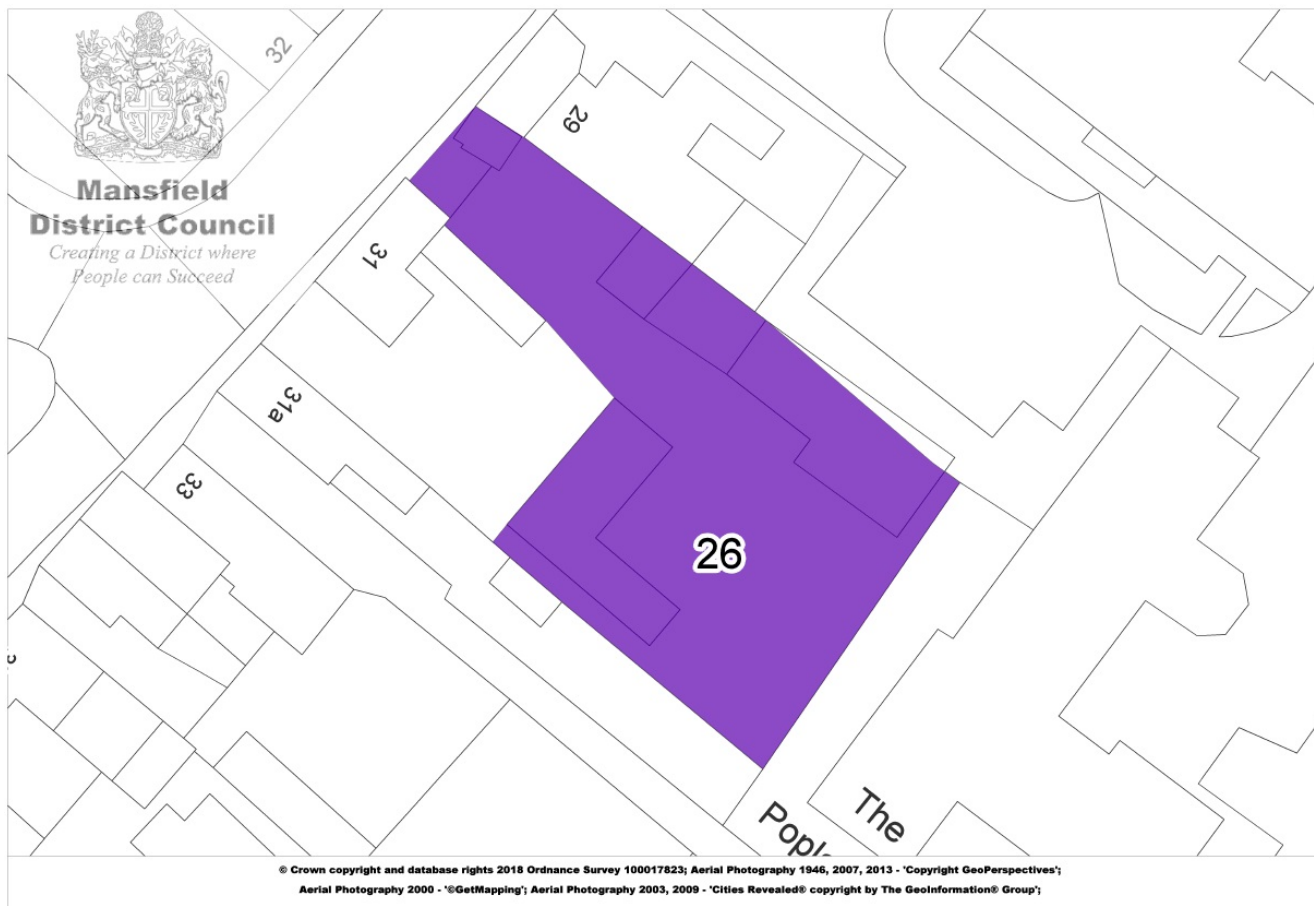 32
Mansfield
District Council
Creating a District where
People can Succeed
29
31
31a
33
26
The
© Crown copyright and database rights 2018 Ordnance Survey 100017823; Aerial Photography 1946, 2007, 2013 - 'Copyright GeoPerspectives';
Aerial Photography 2000 - '©GetMapping'; Aerial Photography 2003, 2009 - 'Cities Revealed® copyright by The GeoInformation® Group';